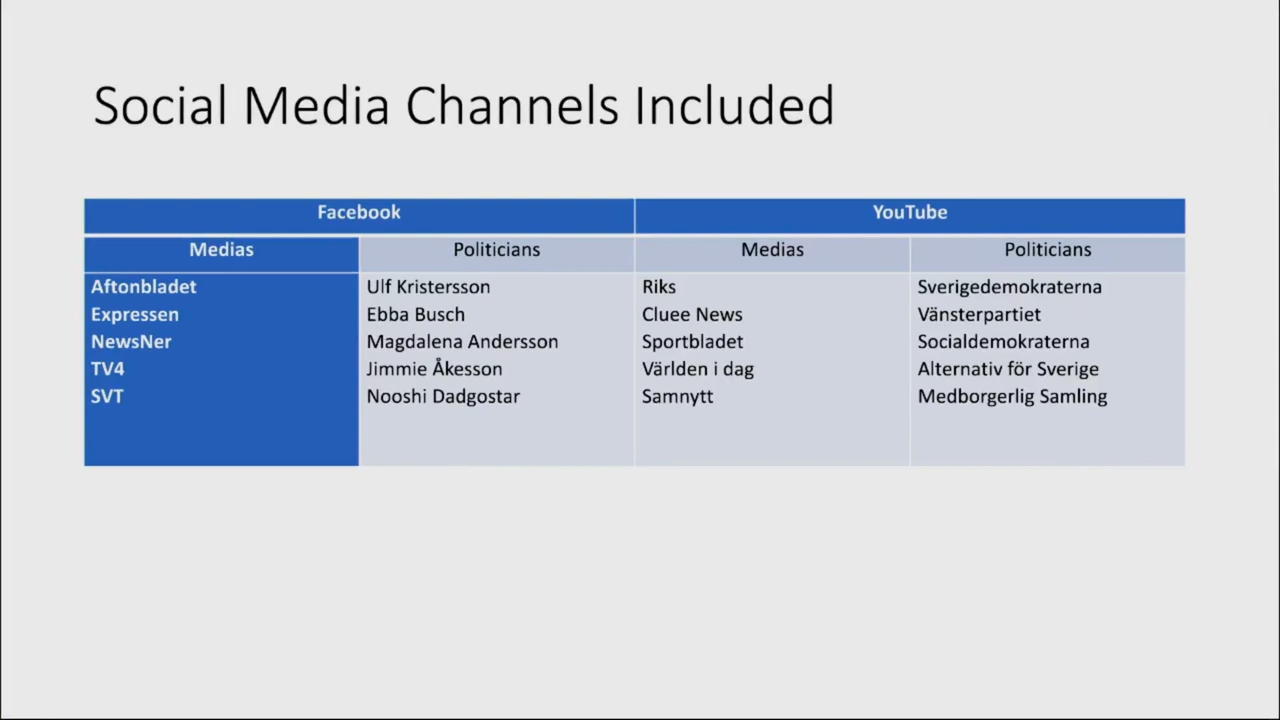 Social Media Channels Included
Facebook YouTube
Medias Politicians Medias Politicians
Aftonbladet Ulf Kristersson Riks Sverigedemokraterna
Expressen Ebba Busch Cluee News Vänsterpartiet
NewsNer Magdalena Andersson Sportbladet Socialdemokraterna
TV4 Jimmie Åkesson Världen i dag Alternativ för Sverige
SVT Nooshi Dadgostar Samnytt Medborgerlig Samling